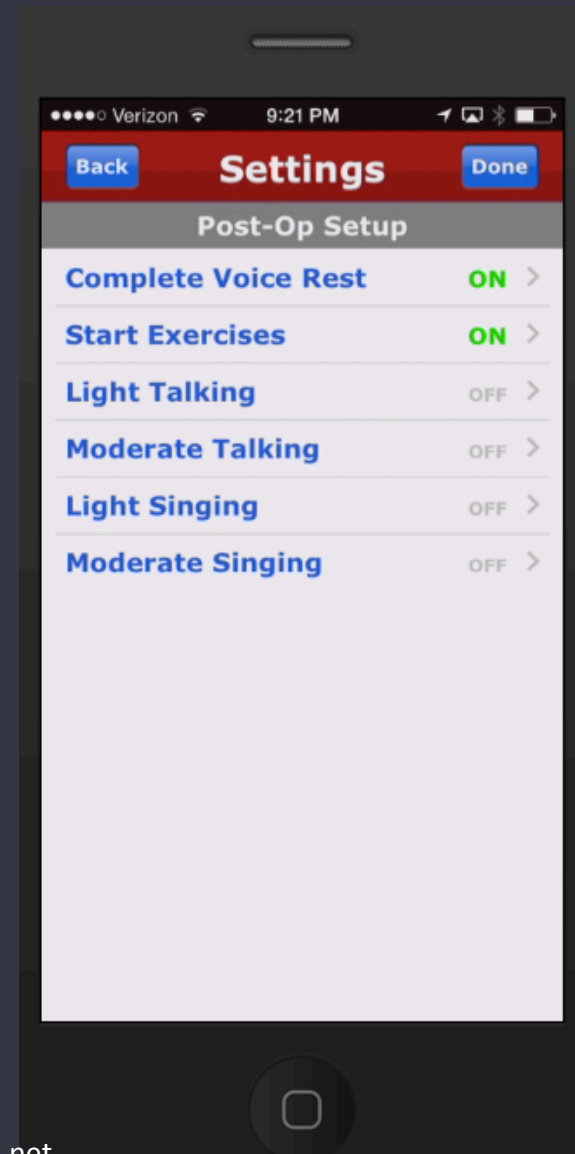 Verizon 9:21 PM
Back Settings Done
Post-Op Setup
Complete Voice Rest ON
Start Exercises ON
Light Talking OFF
Moderate Talking OFF
Light Singing OFF
Moderate Singing OFF